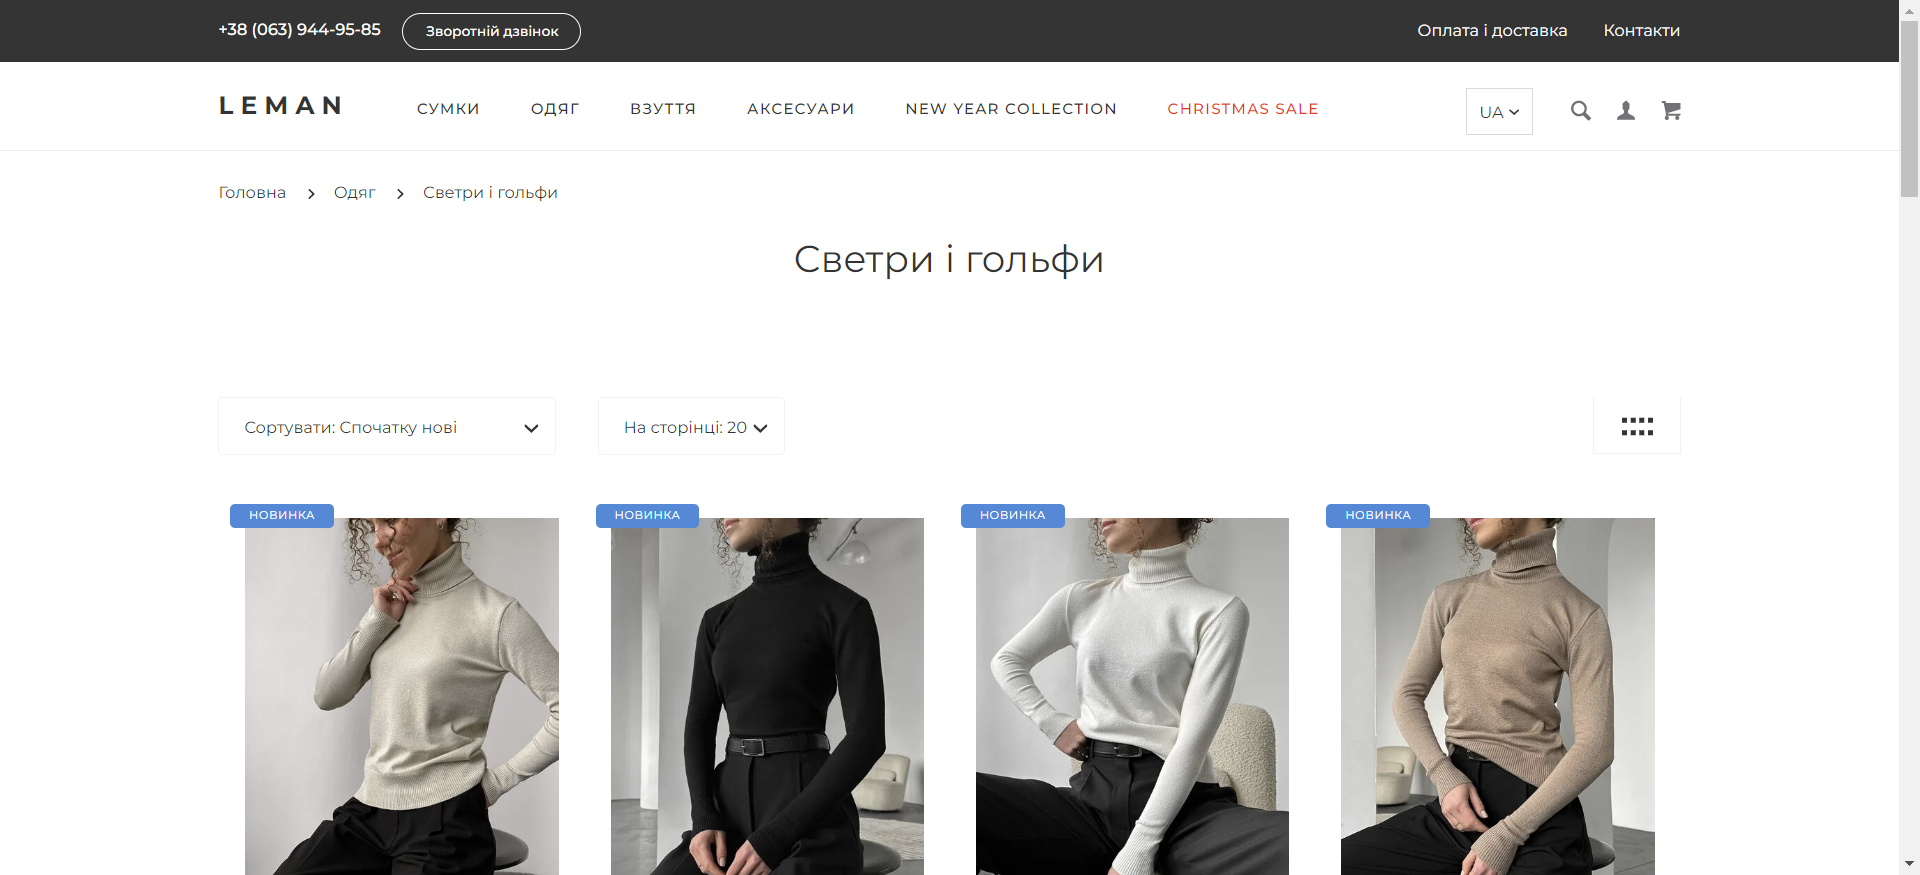 +38 (063) 944-95-85
Зворотній дзвінок
Оплата і доставка
Контакти
LEMAN
СУМКИ
ОДЯГ
ВЗУТТЯ
АКСЕСУАРИ
NEW YEAR COLLECTION
CHRISTMAS SALE
UA
Головна
Одяг
Светри і гольфи
Светри і гольфи
Сортувати: Спочатку нові
На сторінці: 20
НОВИНКА
НОВИНКА
НОВИНКА
НОВИНКА